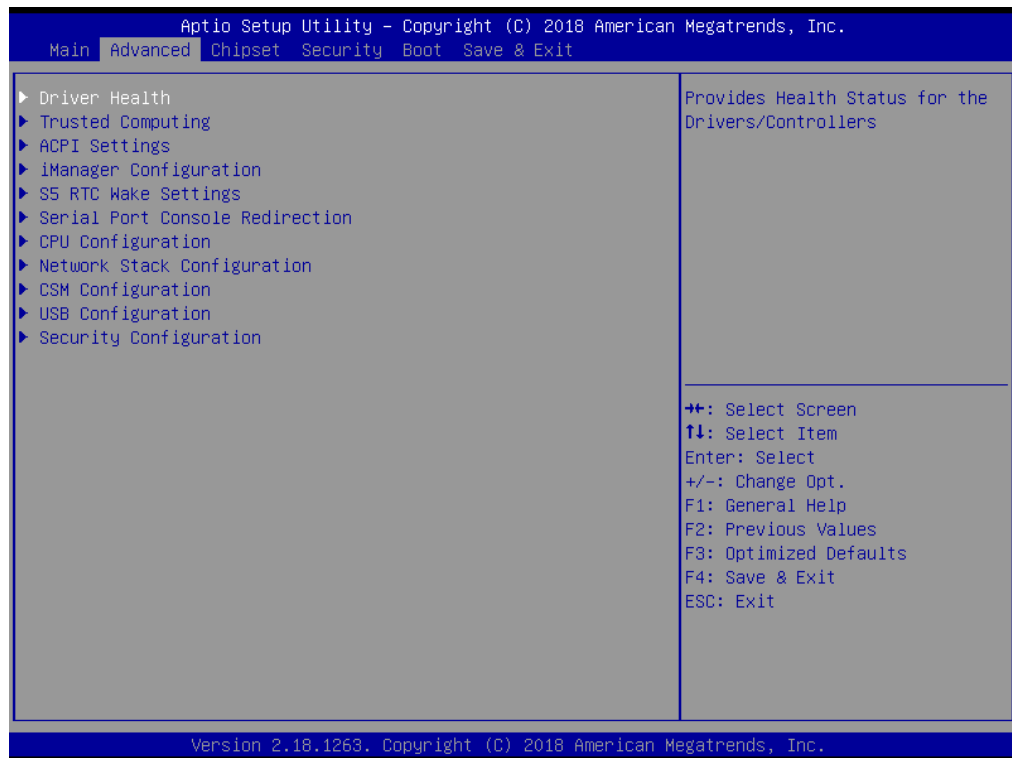 Aptio Setup Utility – Copyright (C) 2018 American Megatrends, Inc.
Main Advanced Chipset Security Boot Save & Exit
▶ Driver Health
▶ Trusted Computing
▶ ACPI Settings
▶ iManager Configuration
▶ S5 RTC Wake Settings
▶ Serial Port Console Redirection
▶ CPU Configuration
▶ Network Stack Configuration
▶ CSM Configuration
▶ USB Configuration
▶ Security Configuration
Provides Health Status for the
Drivers/Controllers
→←: Select Screen
↑↓: Select Item
Enter: Select
+/-: Change Opt.
F1: General Help
F2: Previous Values
F3: Optimized Defaults
F4: Save & Exit
ESC: Exit
Version 2.18.1263. Copyright (C) 2018 American Megatrends, Inc.